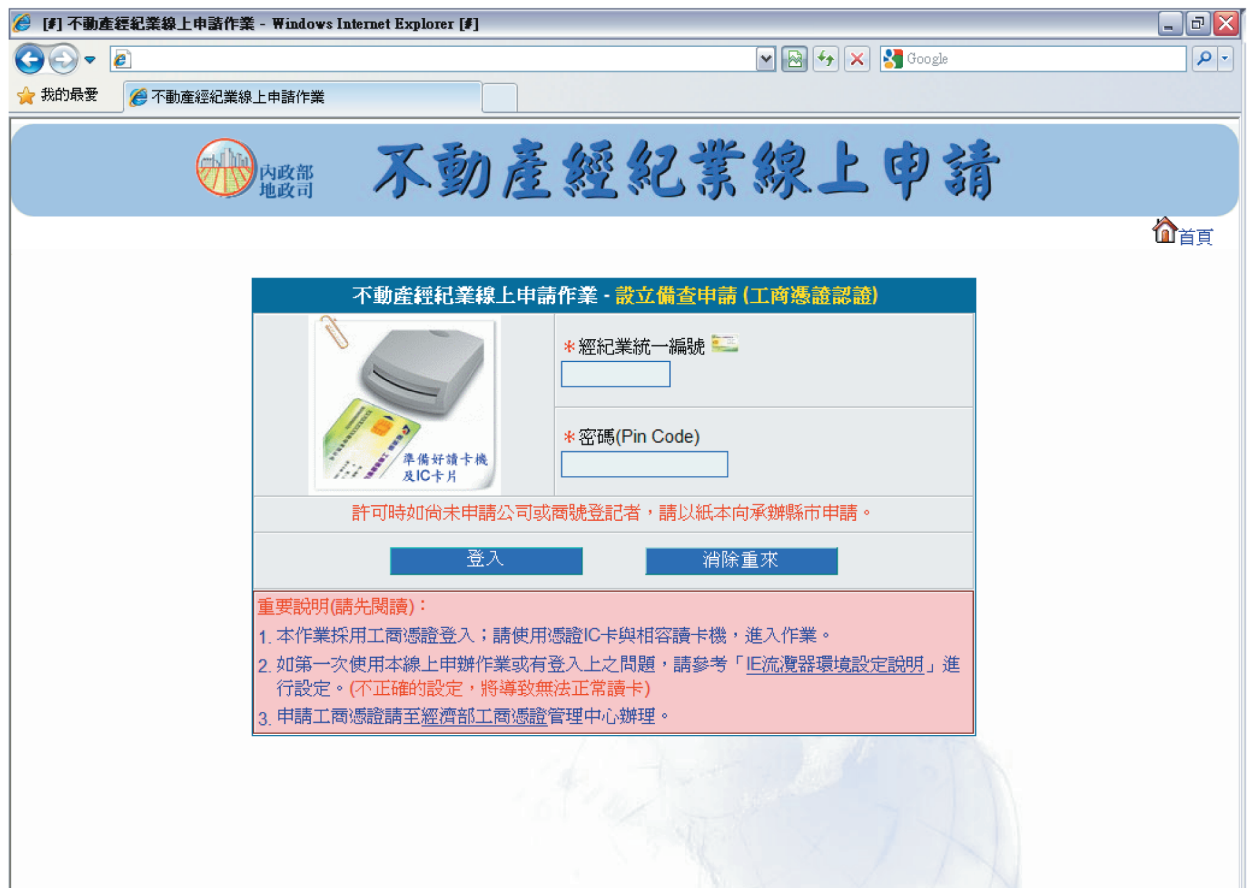 [#] 不動產經紀業線上申請作業 - Windows Internet Explorer [#]
Google
我的最愛
不動產經紀業線上申請作業
內政部
地政司
不動產經紀業線上申請
首頁
不動產經紀業線上申請作業 - 設立備查申請 (工商憑證認證)
*經紀業統一編號
*密碼(Pin Code)
準備好讀卡機
及IC卡片
許可時如尚未申請公司或商號登記者，請以紙本向承辦縣市申請。
登入
消除重來
重要說明(請先閱讀)：
1. 本作業採用工商憑證登入；請使用憑證IC卡與相容讀卡機，進入作業。
2. 如第一次使用本線上申辦作業或有登入上之問題，請參考「IE流灠器環境設定說明」進
行設定。(不正確的設定，將導致無法正常讀卡)
3. 申請工商憑證請至經濟部工商憑證管理中心辦理。